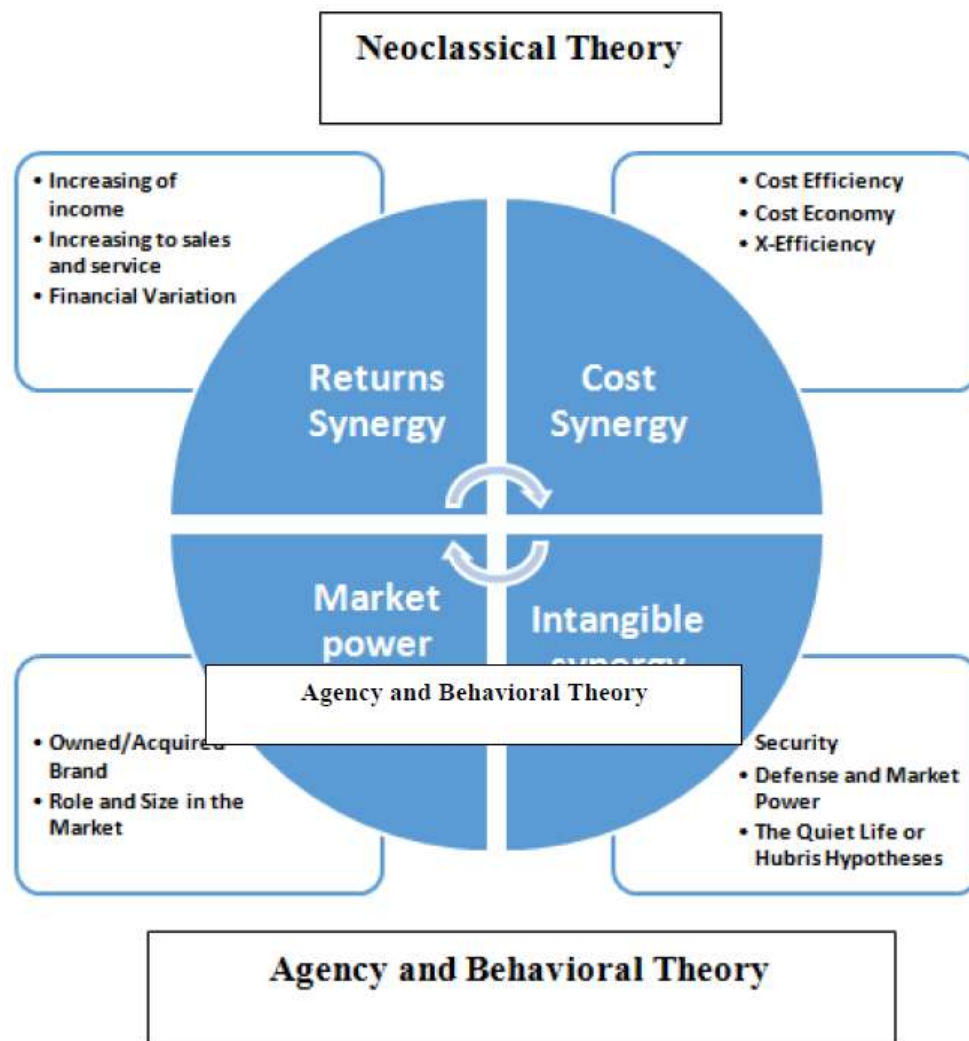 Neoclassical Theory
• Increasing of
income
• Increasing to sales
and service
• Financial Variation
• Cost Efficiency
• Cost Economy
• X-Efficiency
Returns
Synergy
Cost
Synergy
Market
power
Intangible
synergy
Agency and Behavioral Theory
• Owned/Acquired
Brand
• Role and Size in the
Market
Security
• Defense and Market
Power
• The Quiet Life or
Hubris Hypotheses
Agency and Behavioral Theory